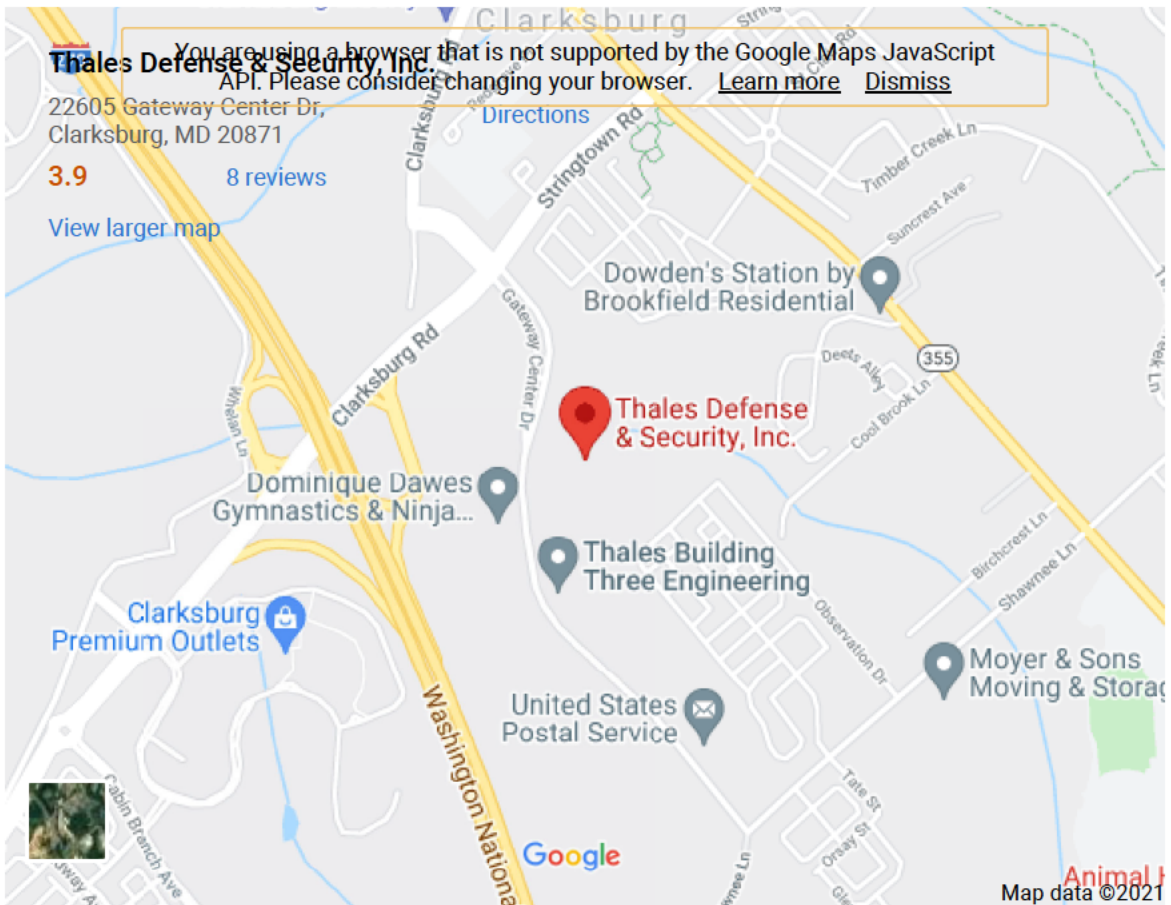 Clarksburg
You are using a browser that is not supported by the Google Maps JavaScript
API. Please consider changing your browser. Learn more Dismiss
Thales Defense & Security, Inc.
22605 Gateway Center Dr,
Clarksburg, MD 20871
Directions
3.9 8 reviews
View larger map
Clarksburg Rd
Stringtown Rd
Timber Creek Ln
Suncrest Ave
Dowden's Station by
Brookfield Residential
Gateway Center Dr
Deets Alley
355
Clarksburg Rd
Whelan Ln
Cool Brook Ln
Thales Defense
& Security, Inc.
Dominique Dawes
Gymnastics & Ninja...
Thales Building
Three Engineering
Birchcrest Ln
Shawnee Ln
Clarksburg
Premium Outlets
Observation Dr
Moyer & Sons
Moving & Storag
United States
Postal Service
Washington Nationa
Tate St
Cabin Branch Ave
Orsay St
Google
Animal
Map data ©2021